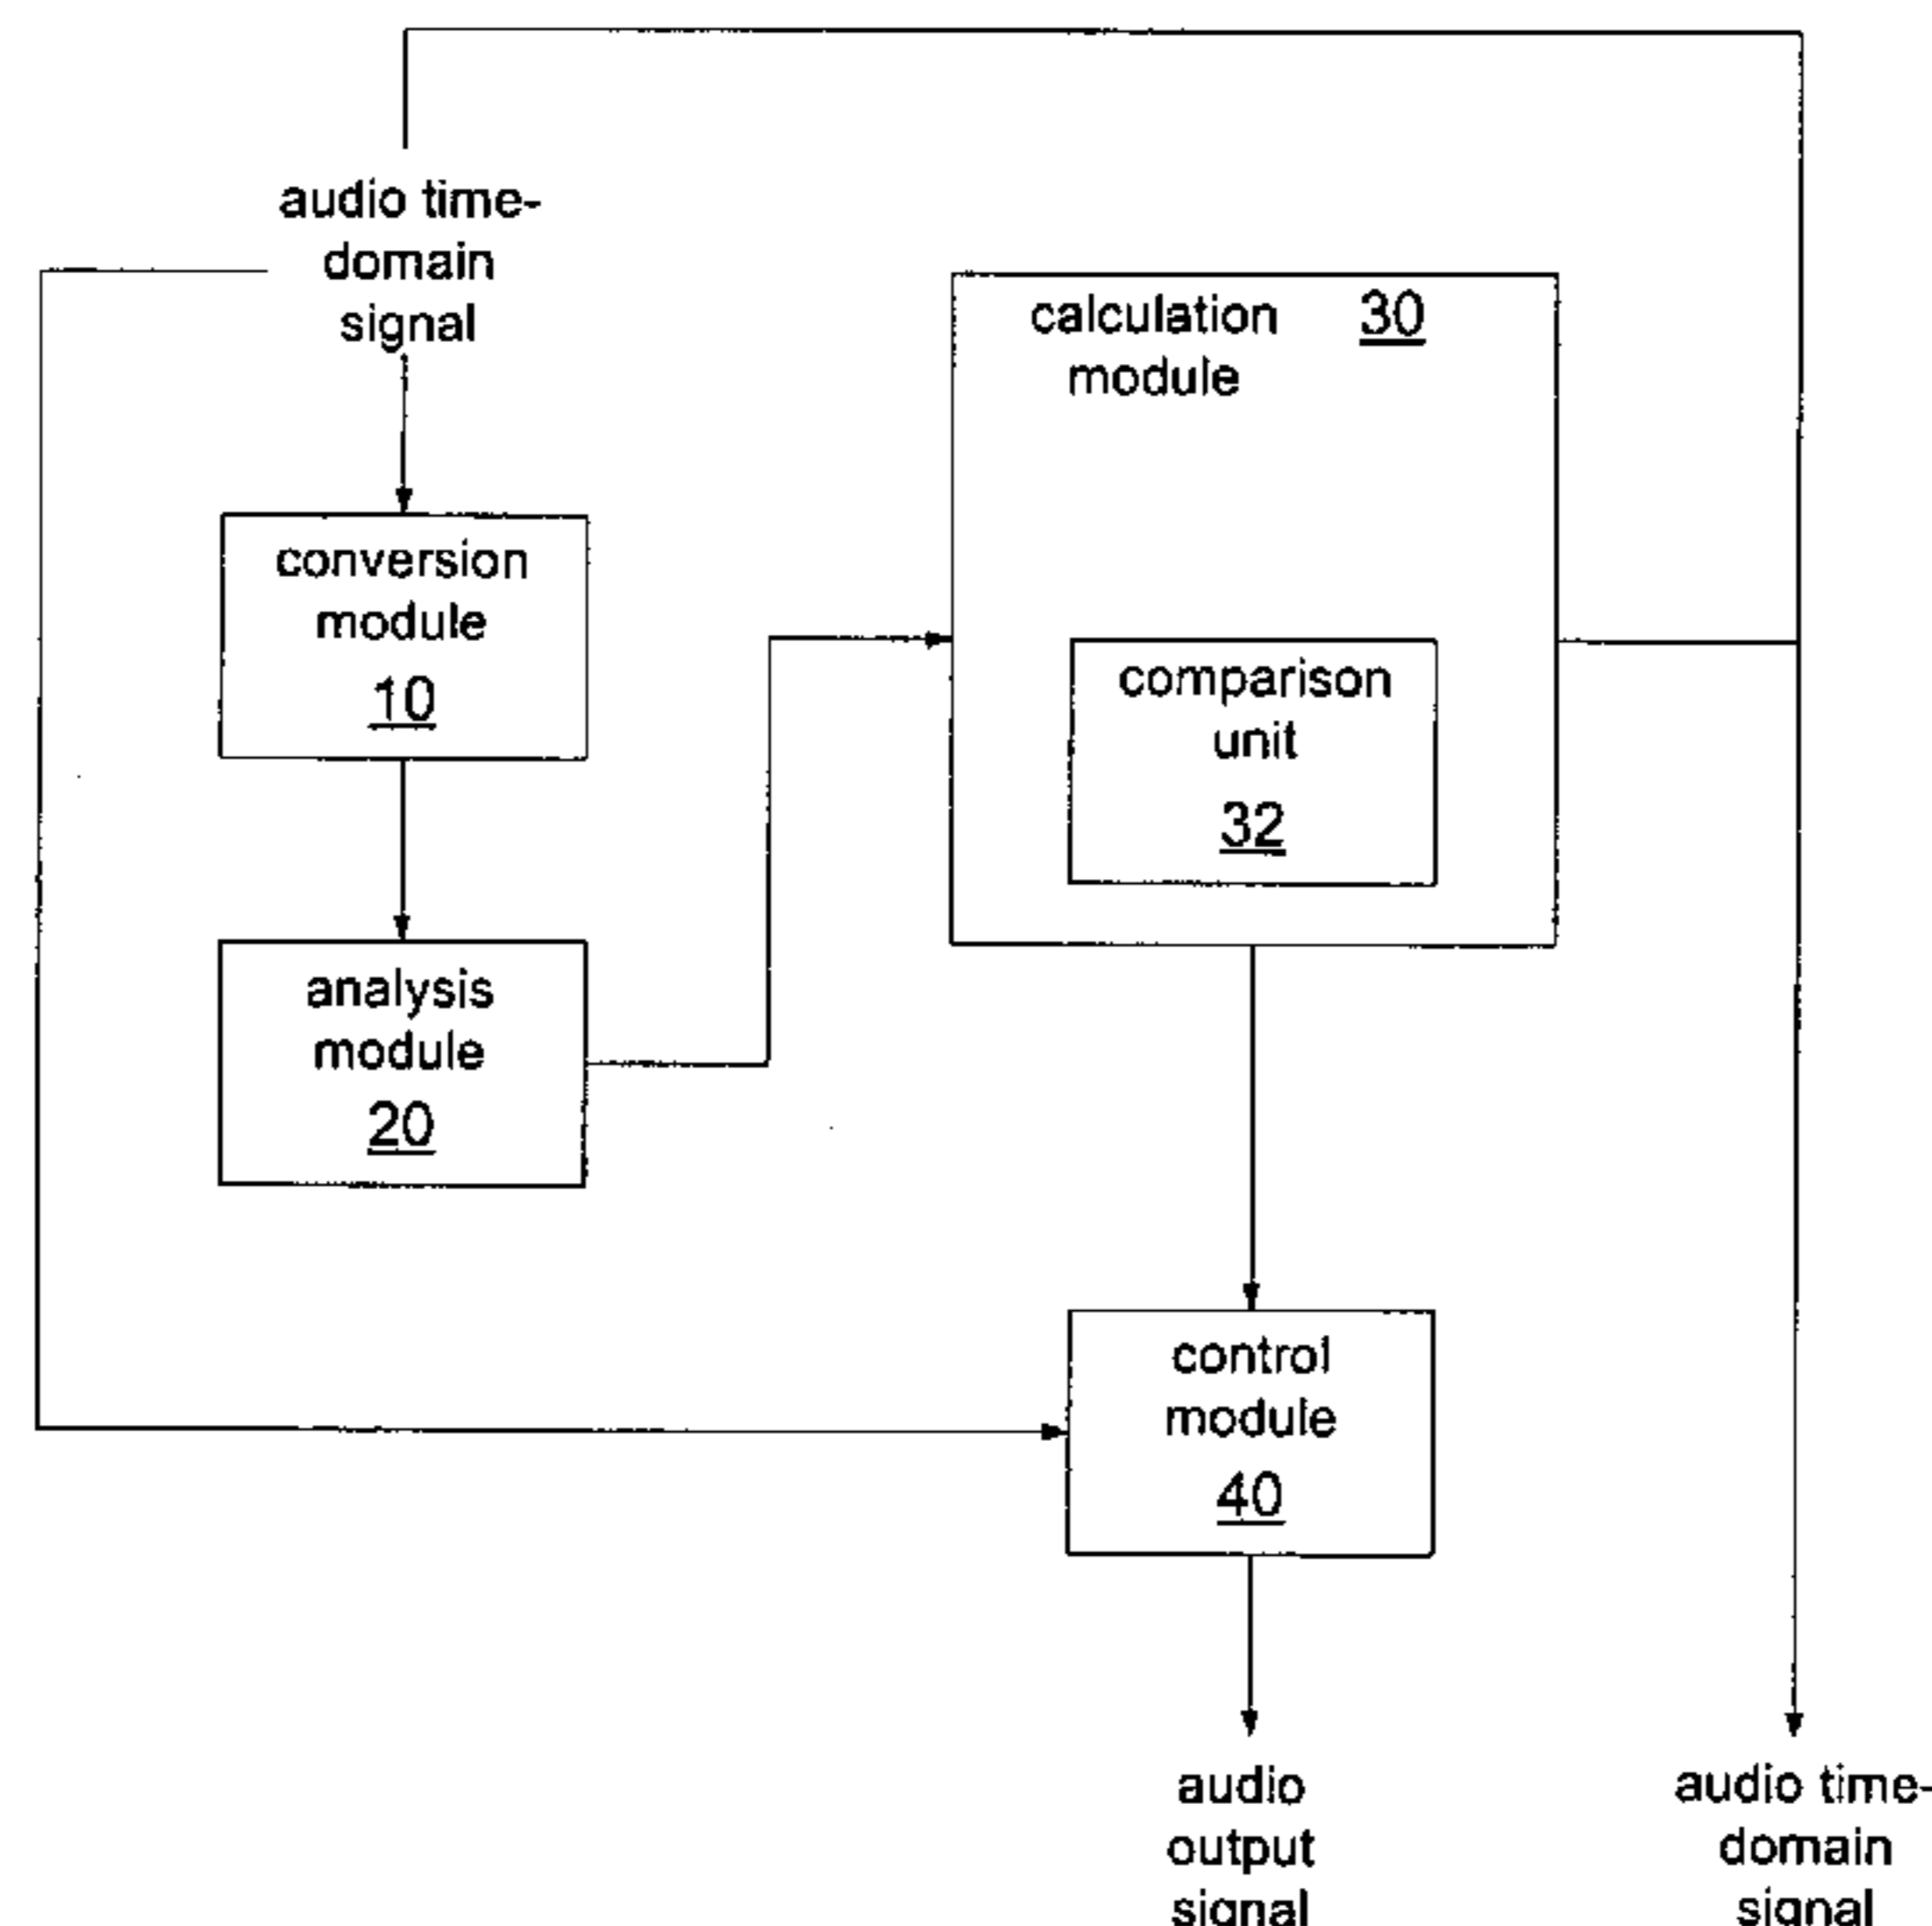 audio time-
domain
signal
calculation 30
module
conversion
module
10
comparison
unit
32
analysis
module
20
control
module
40
audio
output
signal
audio time-
domain
signal